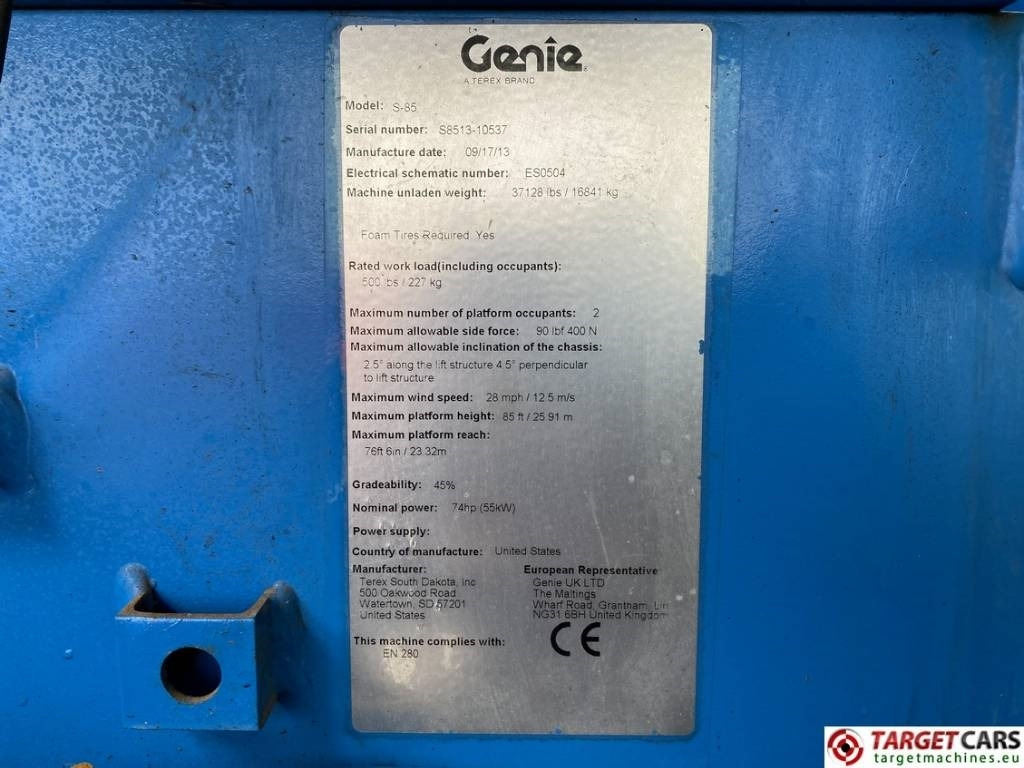 Genie
A TEREX BRAND
Model: S-85
Serial number: S8513-10537
Manufacture date: 09/17/13
Electrical schematic number: ES0504
Machine unladen weight: 37128 lbs / 16841 kg
Foam Tires Required: Yes
Rated work load(including occupants):
500 lbs / 227 kg
Maximum number of platform occupants: 2
Maximum allowable side force: 90 lbf 400 N
Maximum allowable inclination of the chassis:
2.5° along the lift structure 4.5° perpendicular
to lift structure
Maximum wind speed: 28 mph / 12.5 m/s
Maximum platform height: 85 ft / 25.91 m
Maximum platform reach:
76ft 6in / 23.32m
Gradeability: 45%
Nominal power: 74hp (55kW)
Power supply:
Country of manufacture: United States
Manufacturer:
Terex South Dakota, Inc
500 Oakwood Road
Watertown, SD 57201
United States
European Representative
Genie UK LTD
The Maltings
Wharf Road, Grantham,
NG31 6BH United Kingdom
This machine complies with:
EN 280
CE
TARGETCARS
targetmachines.eu